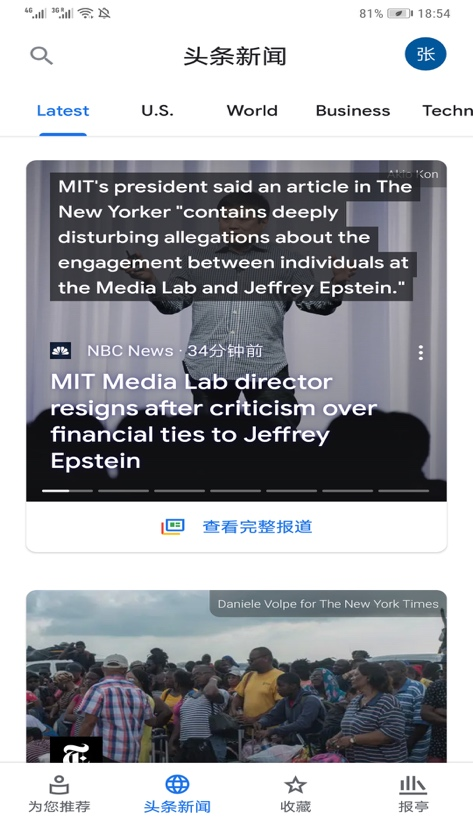 4G 3G R 81% 18:54
头条新闻
张
Latest U.S. World Business Techn
Akio Kon
MIT's president said an article in The
New Yorker "contains deeply
disturbing allegations about the
engagement between individuals at
the Media Lab and Jeffrey Epstein."
NBC News · 34分钟前
MIT Media Lab director
resigns after criticism over
financial ties to Jeffrey
Epstein
查看完整报道
Daniele Volpe for The New York Times
为您推荐 头条新闻 收藏 报亭